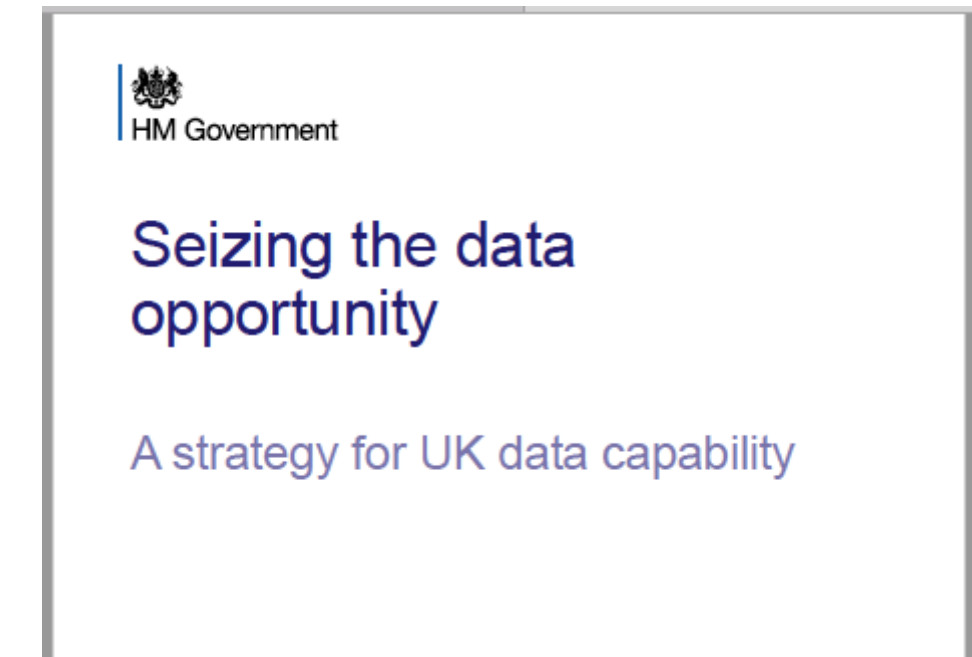 HM Government
Seizing the data
opportunity
A strategy for UK data capability